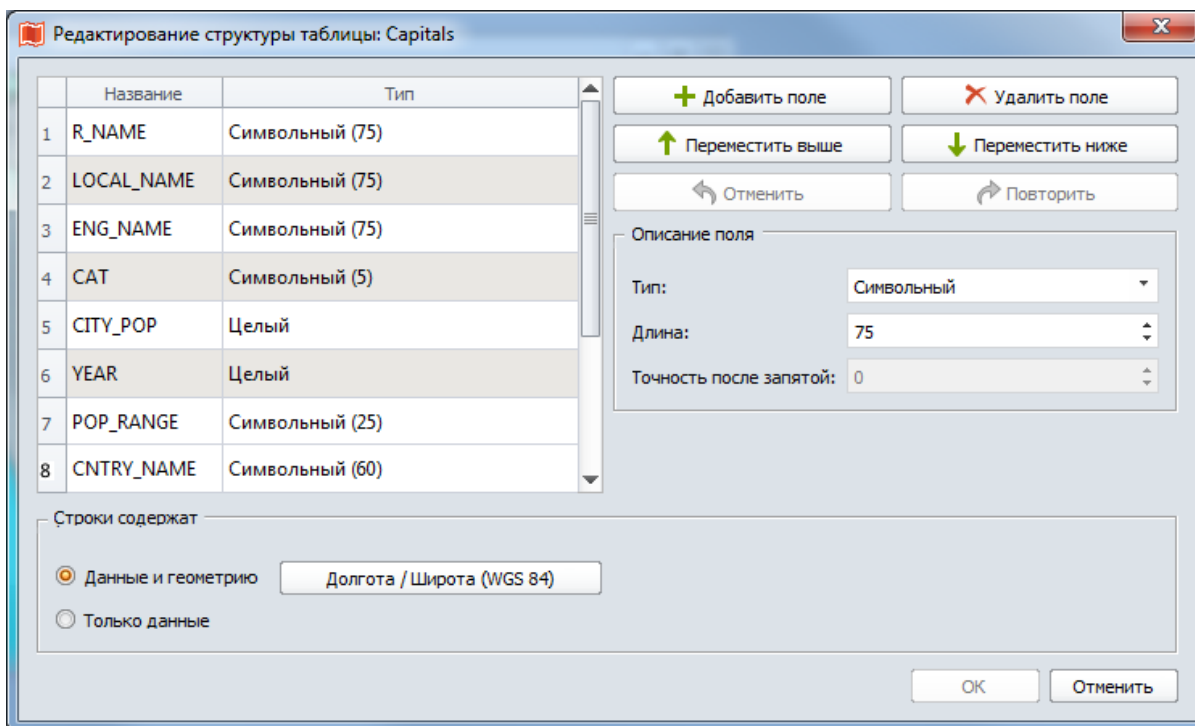 Редактирование структуры таблицы: Capitals
Название Тип
1 R_NAME Символьный (75)
2 LOCAL_NAME Символьный (75)
3 ENG_NAME Символьный (75)
4 CAT Символьный (5)
5 CITY_POP Целый
6 YEAR Целый
7 POP_RANGE Символьный (25)
8 CNTRY_NAME Символьный (60)
Добавить поле Удалить поле
Переместить выше Переместить ниже
Отменить Повторить
Описание поля
Тип: Символьный
Длина: 75
Точность после запятой: 0
Строки содержат
Данные и геометрию Долгота / Широта (WGS 84)
Только данные
OK Отменить